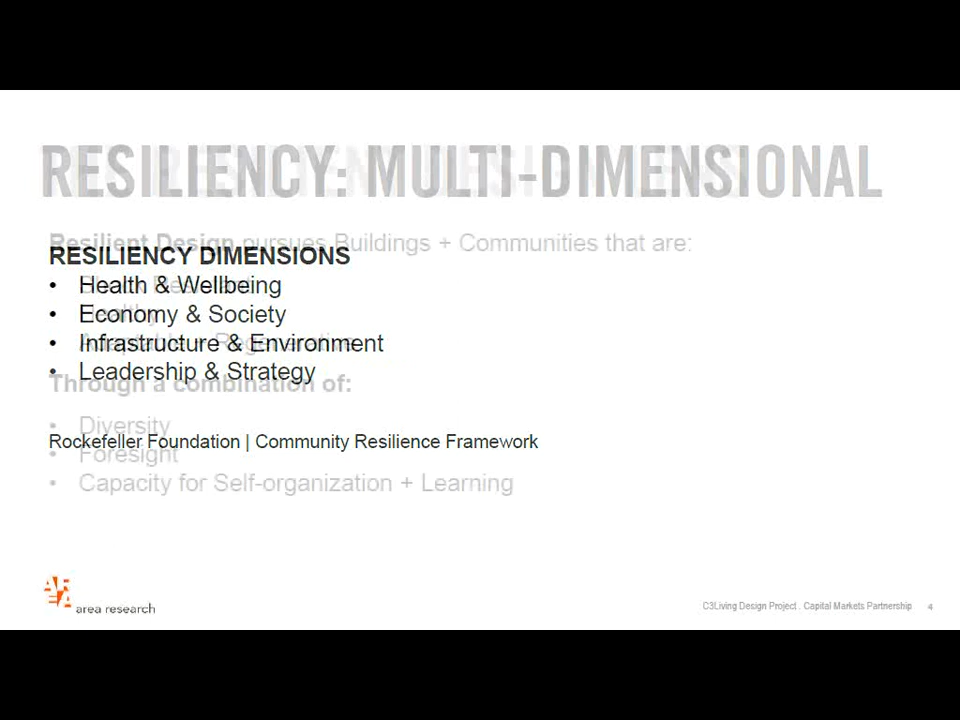 RESILIENCY: MULTI-DIMENSIONAL
Resilient Design pursues Buildings + Communities that are:
RESILIENCY DIMENSIONS
• Health & Wellbeing
• Economy & Society
• Infrastructure & Environment
• Leadership & Strategy
Through a combination of:
• Diversity
Rockefeller Foundation | Community Resilience Framework
• Foresight
• Capacity for Self-organization + Learning
AREA area research
C3Living Design Project . Capital Markets Partnership 4